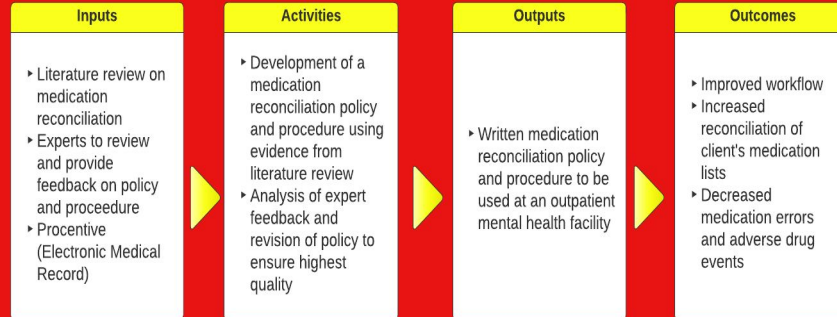 Inputs
‣ Literature review on
medication
reconciliation
‣ Experts to review
and provide
feedback on policy
and proceedure
‣ Procentive
(Electronic Medical
Record)
Activities
‣ Development of a
medication
reconciliation policy
and procedure using
evidence from
literature review
‣ Analysis of expert
feedback and
revision of policy to
ensure highest
quality
Outputs
‣ Written medication
reconciliation policy
and procedure to be
used at an outpatient
mental health facility
Outcomes
‣ Improved workflow
‣ Increased
reconciliation of
client's medication
lists
‣ Decreased
medication errors
and adverse drug
events